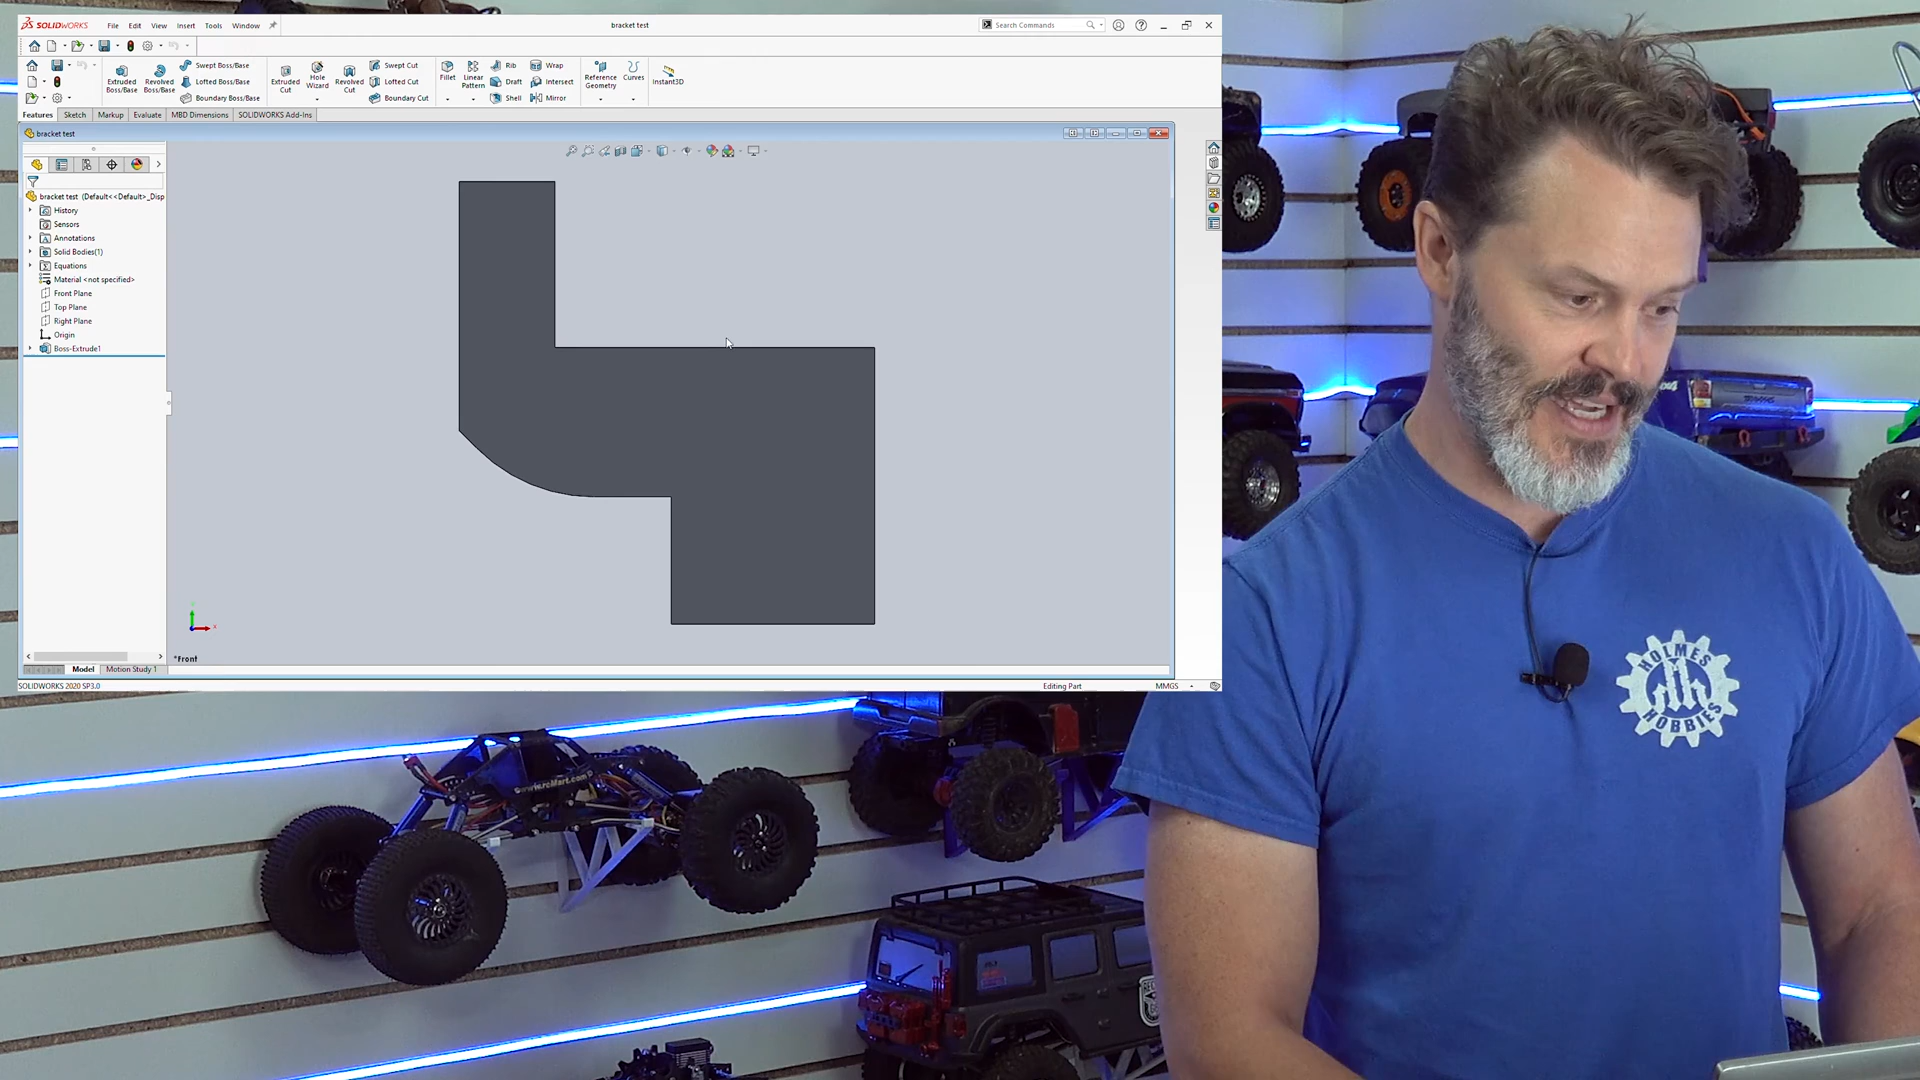 SOLIDWORKS File Edit View Insert Tools Window bracket test Search Commands
Extruded Boss/Base Revolved Boss/Base Swept Boss/Base Extruded Cut Hole Wizard Revolved Cut Swept Cut Fillet Linear Pattern Rib Wrap Reference Geometry Curves Instant3D
Lofted Boss/Base Lofted Cut Draft Intersect
Boundary Boss/Base Boundary Cut Shell Mirror
Features Sketch Markup Evaluate MBD Dimensions SOLIDWORKS Add-Ins
bracket test
bracket test (Default<<Default>_Disp
History
Sensors
Annotations
Solid Bodies(1)
Equations
Material <not specified>
Front Plane
Top Plane
Right Plane
Origin
Boss-Extrude1
x
*Front
Model Motion Study 1
SOLIDWORKS 2020 SP3.0 Editing Part MMGS
HOLMES
hh
HOBBIES
www.rcMart.com